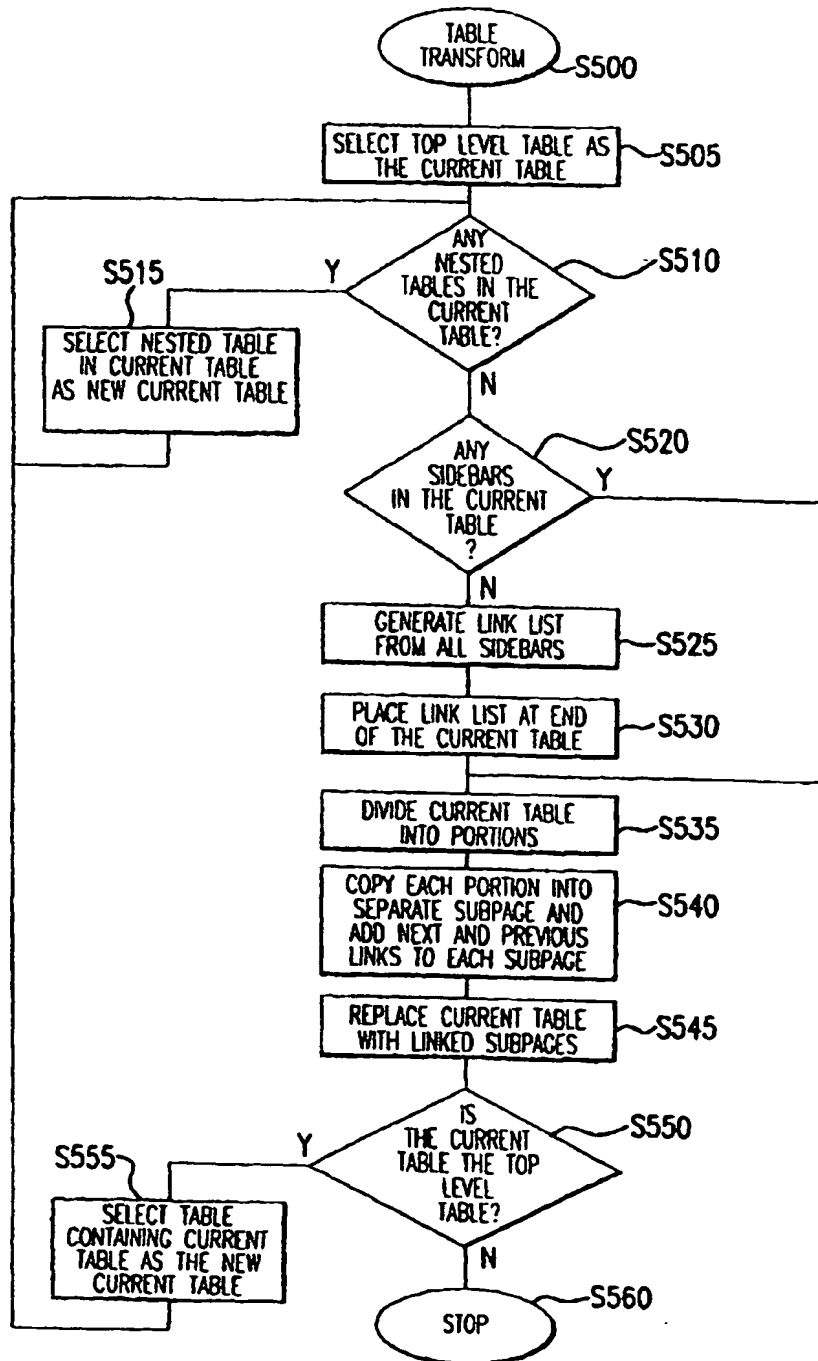 TABLE
TRANSFORM
S500
SELECT TOP LEVEL TABLE AS
THE CURRENT TABLE
S505
ANY
NESTED
TABLES IN THE
CURRENT
TABLE?
S510
Y
N
S515
SELECT NESTED TABLE
IN CURRENT TABLE
AS NEW CURRENT TABLE
ANY
SIDEBARS
IN THE CURRENT
TABLE
?
S520
Y
N
GENERATE LINK LIST
FROM ALL SIDEBARS
S525
PLACE LINK LIST AT END
OF THE CURRENT TABLE
S530
DIVIDE CURRENT TABLE
INTO PORTIONS
S535
COPY EACH PORTION INTO
SEPARATE SUBPAGE AND
ADD NEXT AND PREVIOUS
LINKS TO EACH SUBPAGE
S540
REPLACE CURRENT TABLE
WITH LINKED SUBPAGES
S545
IS
THE CURRENT
TABLE THE TOP
LEVEL
TABLE?
S550
Y
N
S555
SELECT TABLE
CONTAINING CURRENT
TABLE AS THE NEW
CURRENT TABLE
STOP
S560